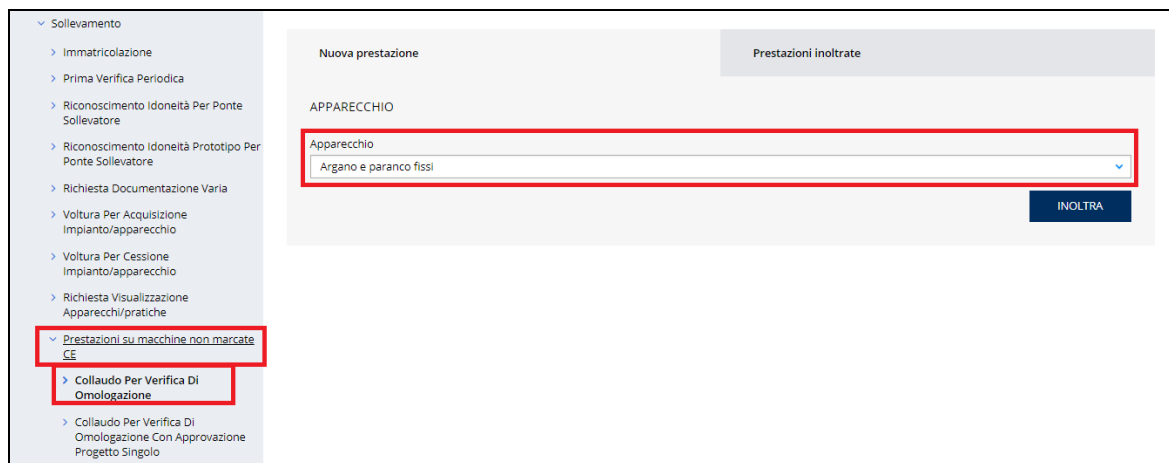 Sollevamento
Immatricolazione
Prima Verifica Periodica
Riconoscimento Idoneità Per Ponte
Sollevatore
Riconoscimento Idoneità Prototipo Per
Ponte Sollevatore
Richiesta Documentazione Varia
Voltura Per Acquisizione
Impianto/apparecchio
Voltura Per Cessione
Impianto/apparecchio
Richiesta Visualizzazione
Apparecchi/pratiche
Prestazioni su macchine non marcate
CE
Collaudo Per Verifica Di
Omologazione
Collaudo Per Verifica Di
Omologazione Con Approvazione
Progetto Singolo
Nuova prestazione
Prestazioni inoltrate
APPARECCHIO
Apparecchio
Argano e paranco fissi
INOLTRA